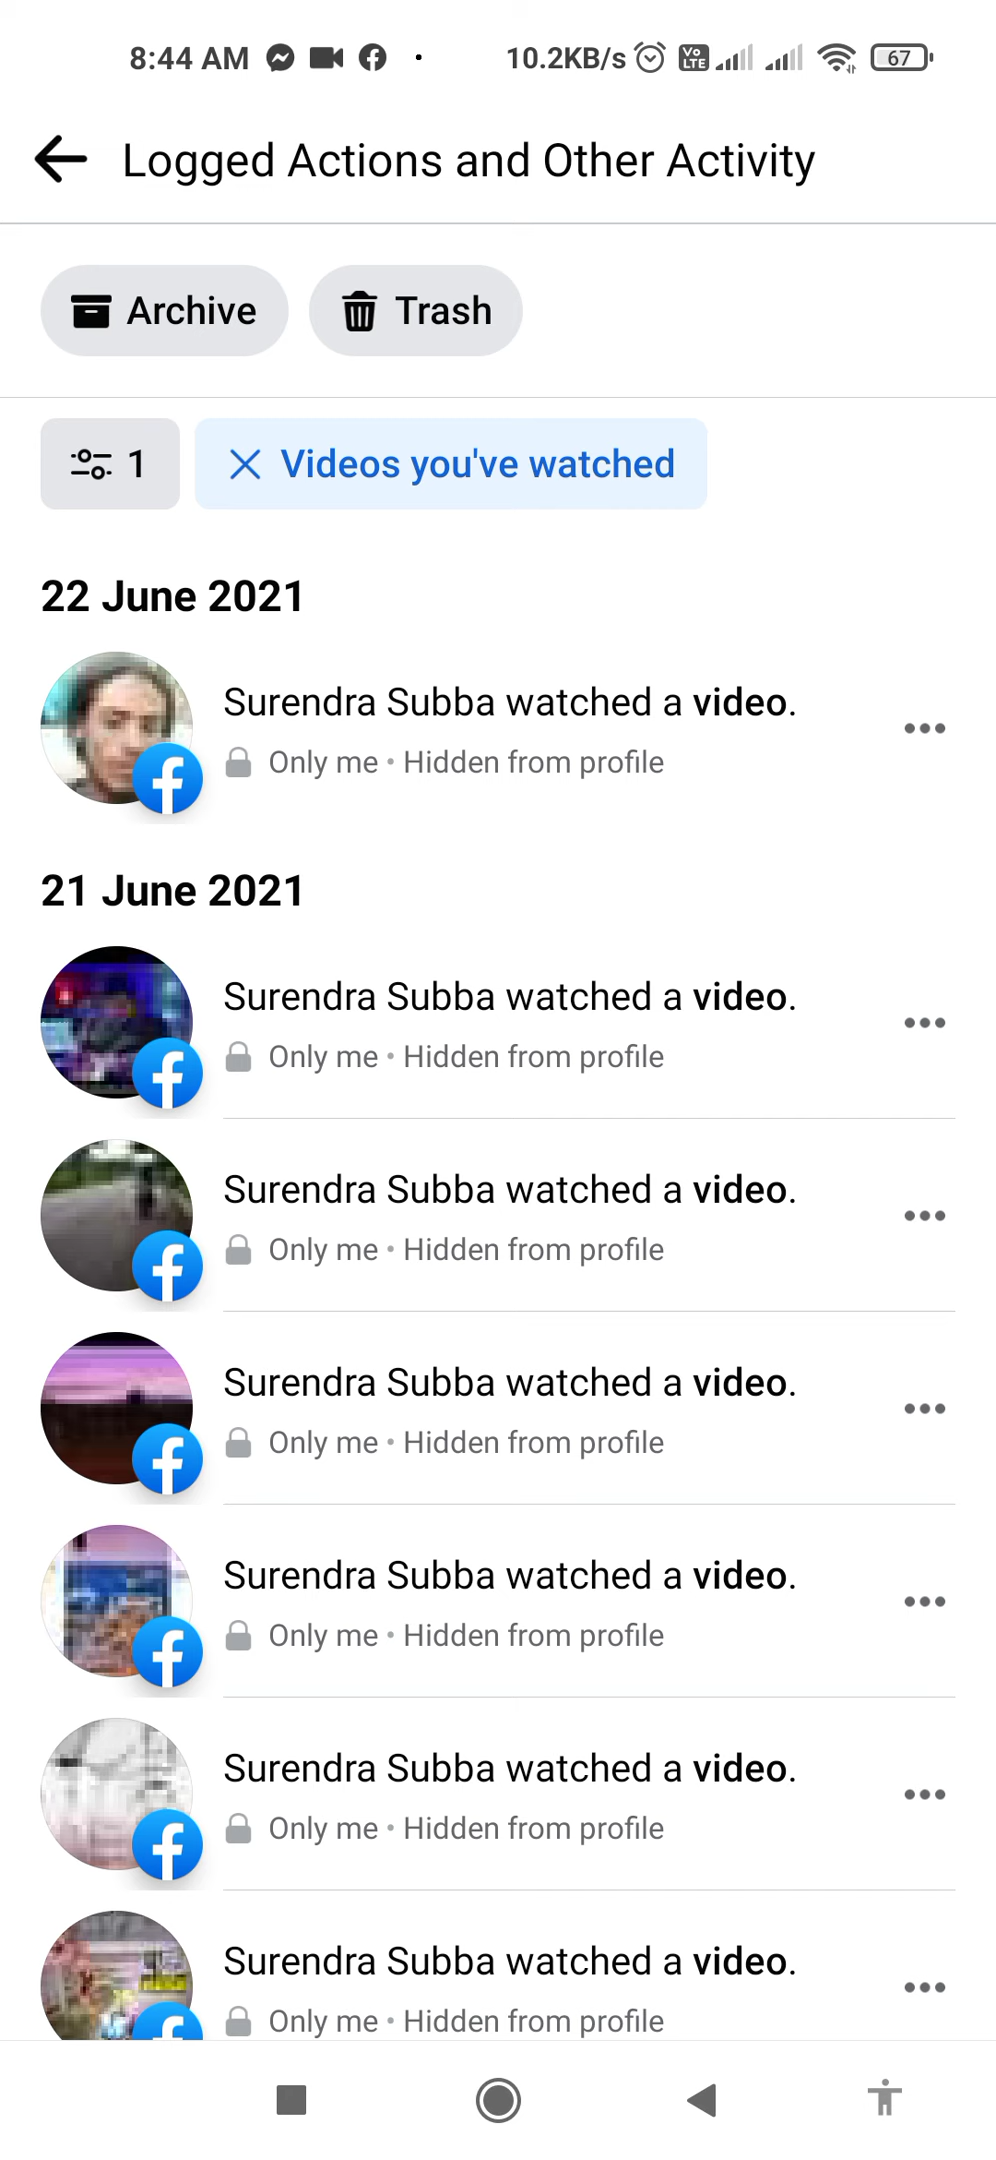 8:44 AM 10.2KB/s Vo LTE 67
Logged Actions and Other Activity
Archive Trash
1 Videos you've watched
22 June 2021
Surendra Subba watched a video.
Only me • Hidden from profile
21 June 2021
Surendra Subba watched a video.
Only me • Hidden from profile
Surendra Subba watched a video.
Only me • Hidden from profile
Surendra Subba watched a video.
Only me • Hidden from profile
Surendra Subba watched a video.
Only me • Hidden from profile
Surendra Subba watched a video.
Only me • Hidden from profile
Surendra Subba watched a video.
Only me • Hidden from profile